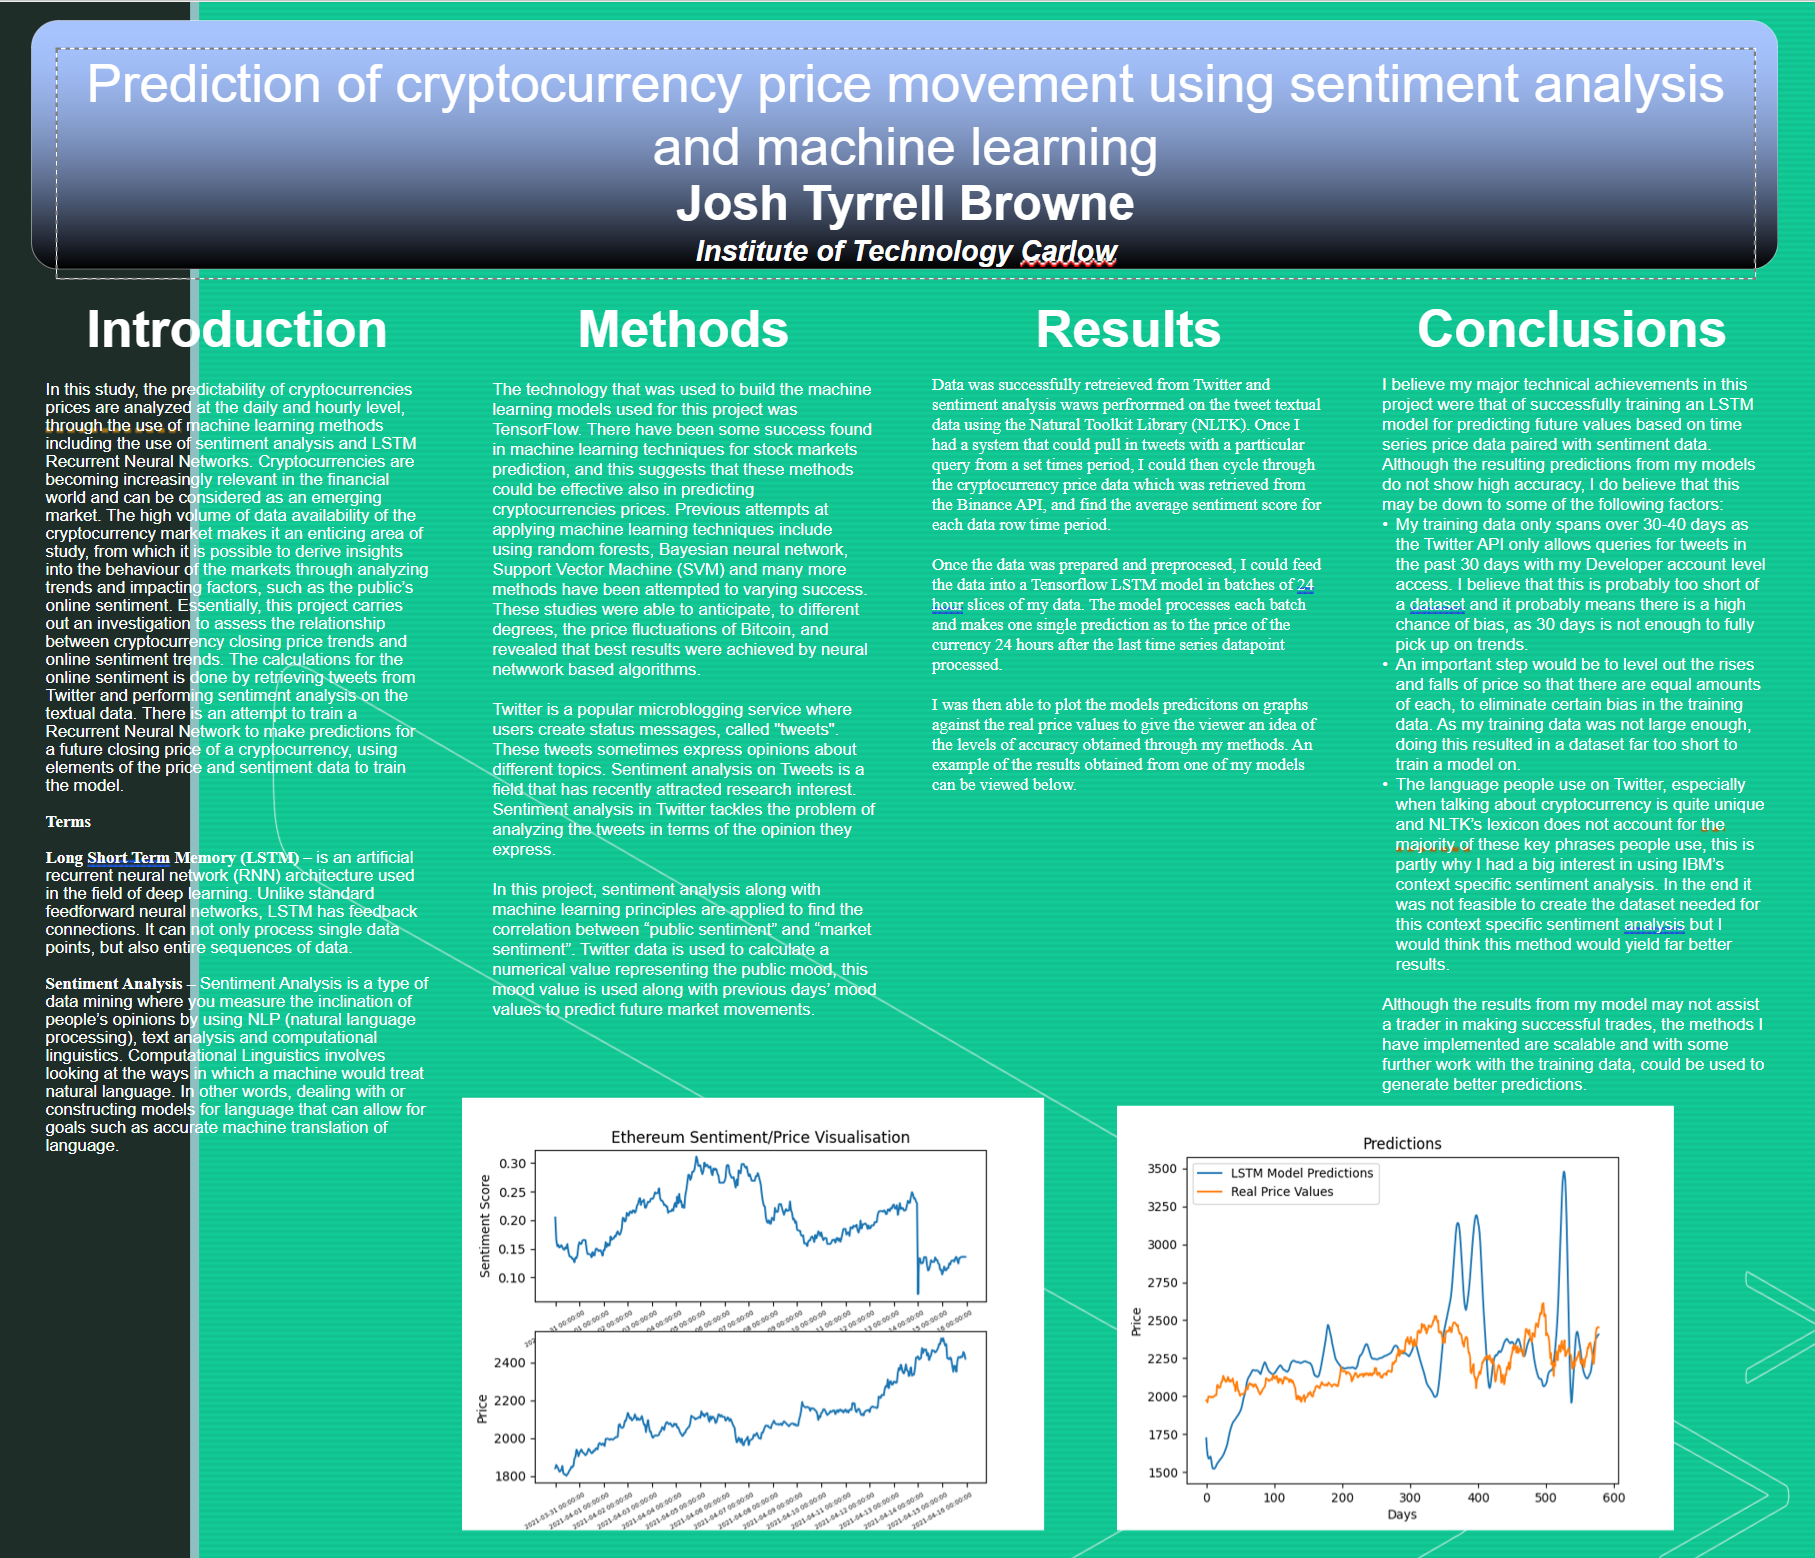 Prediction of cryptocurrency price movement using sentiment analysis
and machine learning
Josh Tyrrell Browne
Institute of Technology Carlow
Introduction
In this study, the predictability of cryptocurrencies
prices are analyzed at the daily and hourly level,
through the use of machine learning methods
including the use of sentiment analysis and LSTM
Recurrent Neural Networks. Cryptocurrencies are
becoming increasingly relevant in the financial
world and can be considered as an emerging
market. The high volume of data availability of the
cryptocurrency market makes it an enticing area of
study, from which it is possible to derive insights
into the behaviour of the markets through analyzing
trends and impacting factors, such as the public’s
online sentiment. Essentially, this project carries
out an investigation to assess the relationship
between cryptocurrency closing price trends and
online sentiment trends. The calculations for the
online sentiment is done by retrieving tweets from
Twitter and performing sentiment analysis on the
textual data. There is an attempt to train a
Recurrent Neural Network to make predictions for
a future closing price of a cryptocurrency, using
elements of the price and sentiment data to train
the model.
Terms
Long Short Term Memory (LSTM) – is an artificial
recurrent neural network (RNN) architecture used
in the field of deep learning. Unlike standard
feedforward neural networks, LSTM has feedback
connections. It can not only process single data
points, but also entire sequences of data.
Sentiment Analysis – Sentiment Analysis is a type of
data mining where you measure the inclination of
people’s opinions by using NLP (natural language
processing), text analysis and computational
linguistics. Computational Linguistics involves
looking at the ways in which a machine would treat
natural language. In other words, dealing with or
constructing models for language that can allow for
goals such as accurate machine translation of
language.
Methods
The technology that was used to build the machine
learning models used for this project was
TensorFlow. There have been some success found
in machine learning techniques for stock markets
prediction, and this suggests that these methods
could be effective also in predicting
cryptocurrencies prices. Previous attempts at
applying machine learning techniques include
using random forests, Bayesian neural network,
Support Vector Machine (SVM) and many more
methods have been attempted to varying success.
These studies were able to anticipate, to different
degrees, the price fluctuations of Bitcoin, and
revealed that best results were achieved by neural
netwwork based algorithms.
Twitter is a popular microblogging service where
users create status messages, called "tweets".
These tweets sometimes express opinions about
different topics. Sentiment analysis on Tweets is a
field that has recently attracted research interest.
Sentiment analysis in Twitter tackles the problem of
analyzing the tweets in terms of the opinion they
express.
In this project, sentiment analysis along with
machine learning principles are applied to find the
correlation between “public sentiment” and “market
sentiment”. Twitter data is used to calculate a
numerical value representing the public mood, this
mood value is used along with previous days’ mood
values to predict future market movements.
Results
Data was successfully retreieved from Twitter and
sentiment analysis waws perfrorrmed on the tweet textual
data using the Natural Toolkit Library (NLTK). Once I
had a system that could pull in tweets with a partticular
query from a set times period, I could then cycle through
the cryptocurrency price data which was retrieved from
the Binance API, and find the average sentiment score for
each data row time period.
Once the data was prepared and preprocesed, I could feed
the data into a Tensorflow LSTM model in batches of 24
hour slices of my data. The model processes each batch
and makes one single prediction as to the price of the
currency 24 hours after the last time series datapoint
processed.
I was then able to plot the models predicitons on graphs
against the real price values to give the viewer an idea of
the levels of accuracy obtained through my methods. An
example of the results obtained from one of my models
can be viewed below.
Conclusions
I believe my major technical achievements in this
project were that of successfully training an LSTM
model for predicting future values based on time
series price data paired with sentiment data.
Although the resulting predictions from my models
do not show high accuracy, I do believe that this
may be down to some of the following factors:
• My training data only spans over 30-40 days as
the Twitter API only allows queries for tweets in
the past 30 days with my Developer account level
access. I believe that this is probably too short of
a dataset and it probably means there is a high
chance of bias, as 30 days is not enough to fully
pick up on trends.
• An important step would be to level out the rises
and falls of price so that there are equal amounts
of each, to eliminate certain bias in the training
data. As my training data was not large enough,
doing this resulted in a dataset far too short to
train a model on.
• The language people use on Twitter, especially
when talking about cryptocurrency is quite unique
and NLTK’s lexicon does not account for the
majority of these key phrases people use, this is
partly why I had a big interest in using IBM’s
context specific sentiment analysis. In the end it
was not feasible to create the dataset needed for
this context specific sentiment analysis but I
would think this method would yield far better
results.
Although the results from my model may not assist
a trader in making successful trades, the methods I
have implemented are scalable and with some
further work with the training data, could be used to
generate better predictions.
Ethereum Sentiment/Price Visualisation
Sentiment Score
0.30
0.25
0.20
0.15
0.10
Price
2400
2200
2000
1800
2021-03-31 00:00:00
2021-04-01 00:00:00
2021-04-02 00:00:00
2021-04-03 00:00:00
2021-04-04 00:00:00
2021-04-05 00:00:00
2021-04-06 00:00:00
2021-04-07 00:00:00
2021-04-08 00:00:00
2021-04-09 00:00:00
2021-04-10 00:00:00
2021-04-11 00:00:00
2021-04-12 00:00:00
2021-04-13 00:00:00
2021-04-14 00:00:00
2021-04-15 00:00:00
2021-04-16 00:00:00
Predictions
LSTM Model Predictions
Real Price Values
Price
3500
3250
3000
2750
2500
2250
2000
1750
1500
0 100 200 300 400 500 600
Days